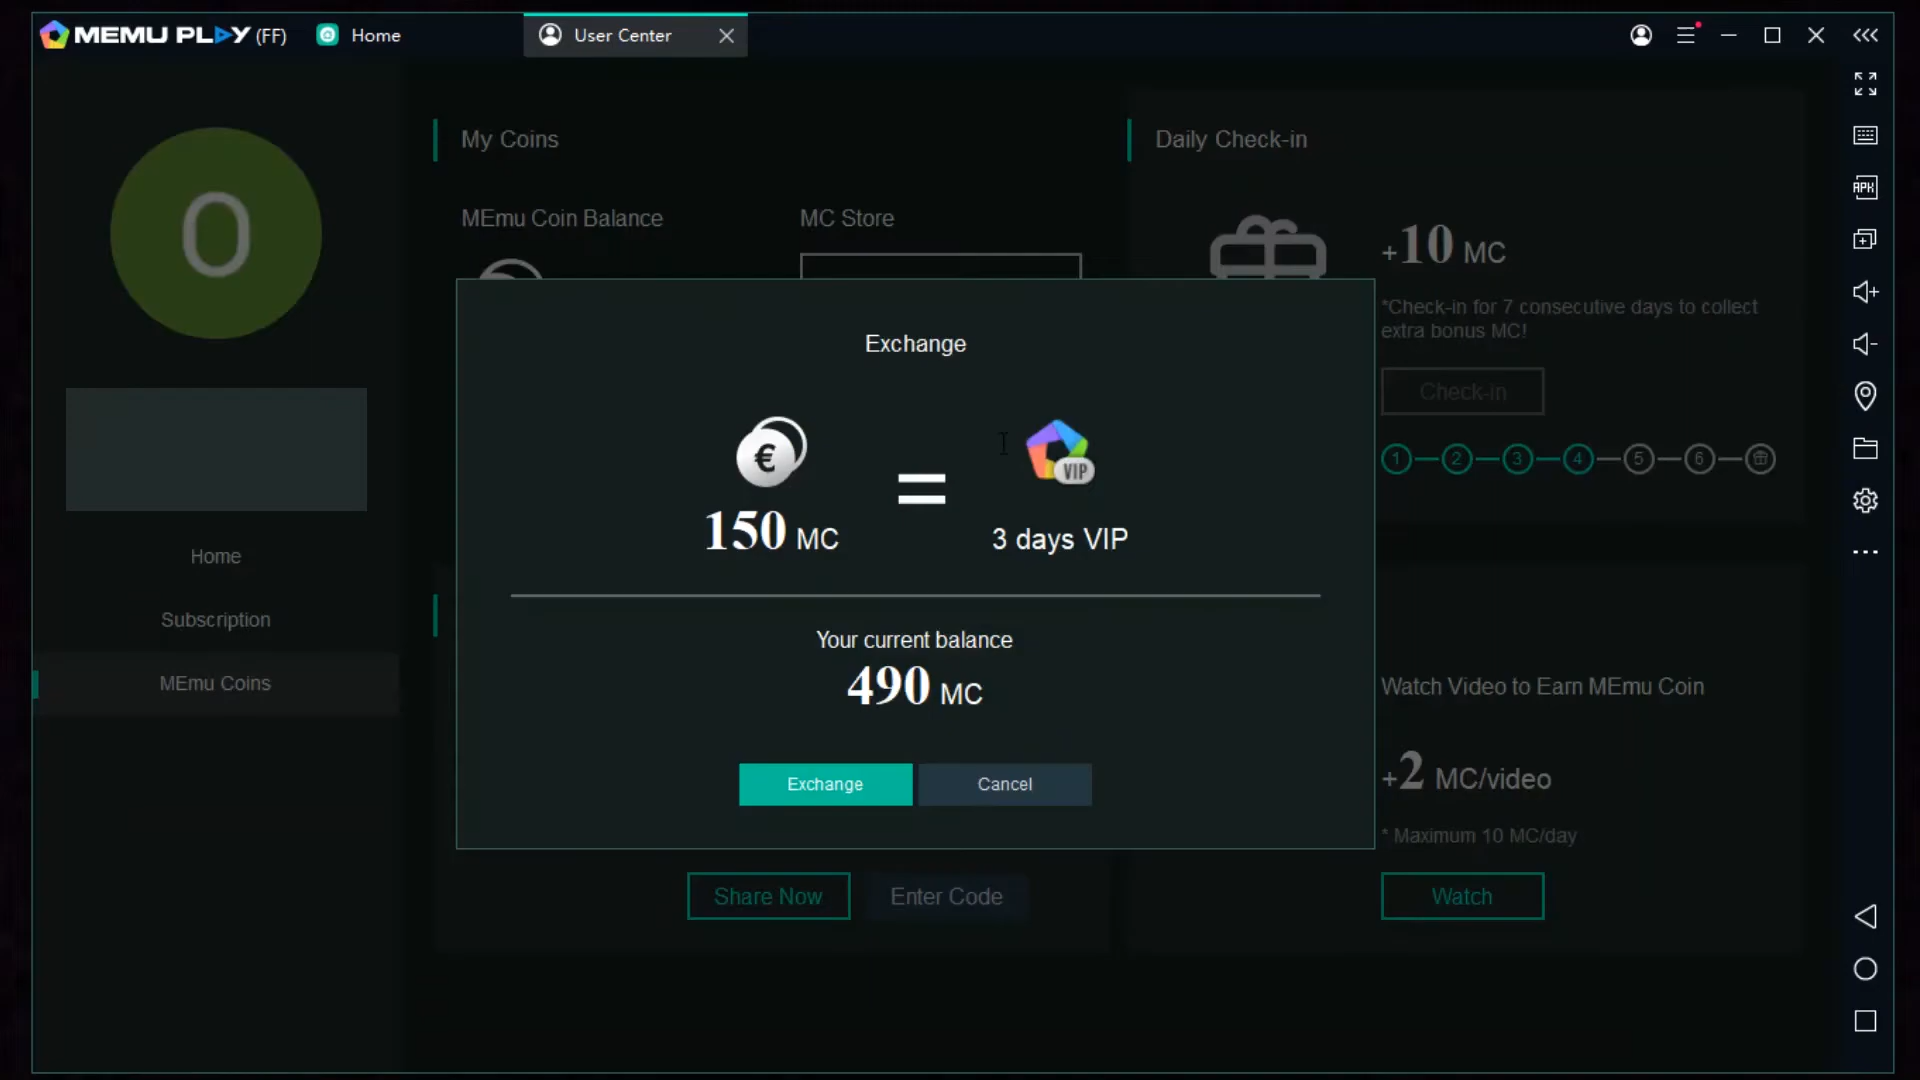 MEMU PLAY (FF)
Home
User Center
My Coins
Daily Check-in
MEmu Coin Balance
MC Store
+10 MC
*Check-in for 7 consecutive days to collect
extra bonus MC!
Check-in
1 2 3 4 5 6
O
Home
Subscription
MEmu Coins
Exchange
€
VIP
150 MC
=
3 days VIP
Your current balance
490 MC
Exchange
Cancel
Share Now
Enter Code
Watch Video to Earn MEmu Coin
+2 MC/video
* Maximum 10 MC/day
Watch
APK